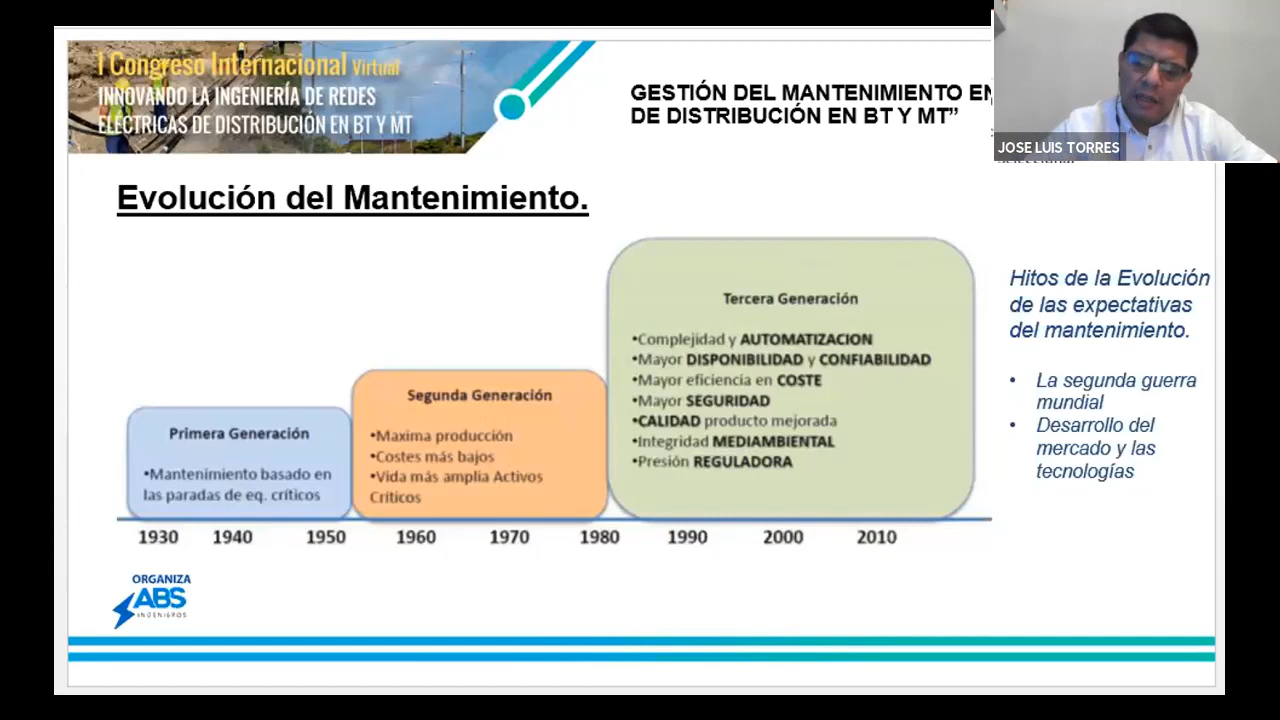 I Congreso Internacional Virtual
INNOVANDO LA INGENIERÍA DE REDES
ELÉCTRICAS DE DISTRIBUCIÓN EN BT Y MT
GESTIÓN DEL MANTENIMIENTO EN
DE DISTRIBUCIÓN EN BT Y MT”
JOSE LUIS TORRES
Evolución del Mantenimiento.
Primera Generación
•Mantenimiento basado en
las paradas de eq. críticos
Segunda Generación
•Maxima producción
•Costes más bajos
•Vida más amplia Activos
Críticos
Tercera Generación
•Complejidad y AUTOMATIZACION
•Mayor DISPONIBILIDAD y CONFIABILIDAD
•Mayor eficiencia en COSTE
•Mayor SEGURIDAD
•CALIDAD producto mejorada
•Integridad MEDIAMBIENTAL
•Presión REGULADORA
1930 1940 1950 1960 1970 1980 1990 2000 2010
Hitos de la Evolución
de las expectativas
del mantenimiento.
• La segunda guerra
mundial
• Desarrollo del
mercado y las
tecnologías
ORGANIZA
ABS
INGENIEROS